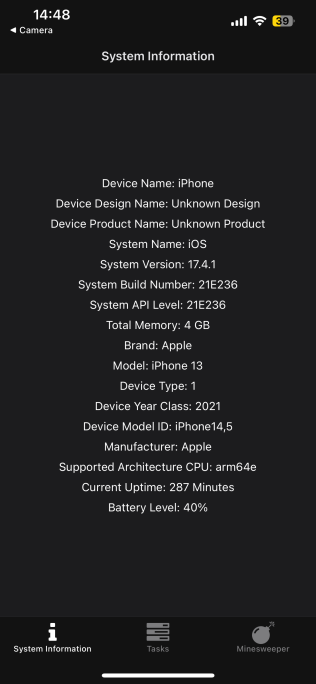 14:48
39
◀ Camera
System Information
Device Name: iPhone
Device Design Name: Unknown Design
Device Product Name: Unknown Product
System Name: iOS
System Version: 17.4.1
System Build Number: 21E236
System API Level: 21E236
Total Memory: 4 GB
Brand: Apple
Model: iPhone 13
Device Type: 1
Device Year Class: 2021
Device Model ID: iPhone14,5
Manufacturer: Apple
Supported Architecture CPU: arm64e
Current Uptime: 287 Minutes
Battery Level: 40%
System Information
Tasks
Minesweeper